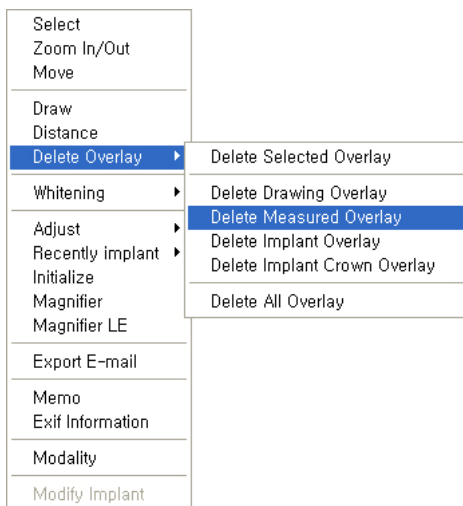 Select
Zoom In/Out
Move
Draw
Distance
Delete Overlay
Whitening
Adjust
Recently implant
Initialize
Magnifier
Magnifier LE
Export E-mail
Memo
Exif Information
Modality
Modify Implant
Delete Selected Overlay
Delete Drawing Overlay
Delete Measured Overlay
Delete Implant Overlay
Delete Implant Crown Overlay
Delete All Overlay